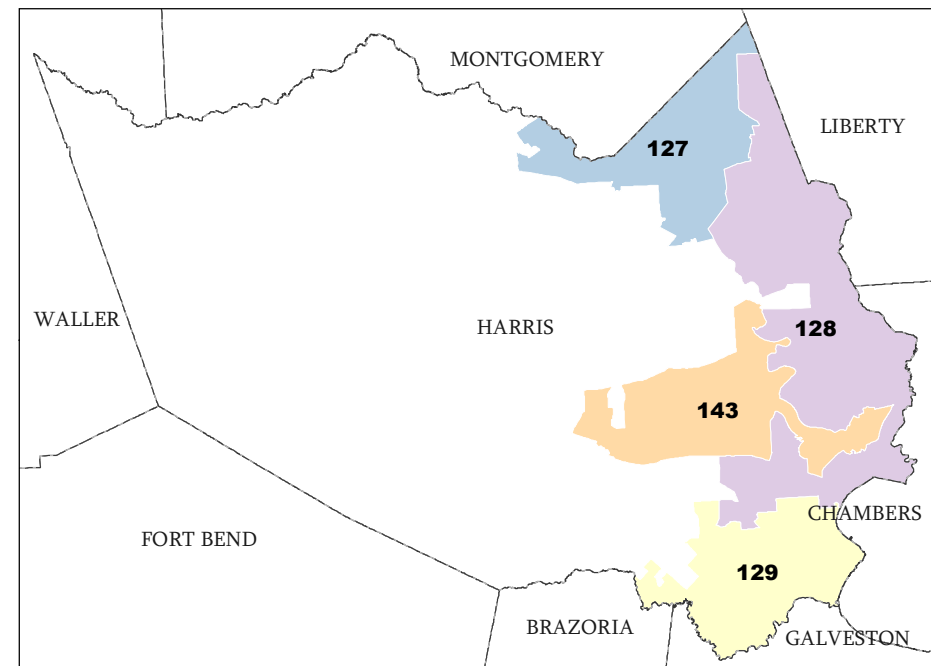 MONTGOMERY
LIBERTY
127
WALLER
HARRIS
128
143
CHAMBERS
FORT BEND
129
BRAZORIA
GALVESTON